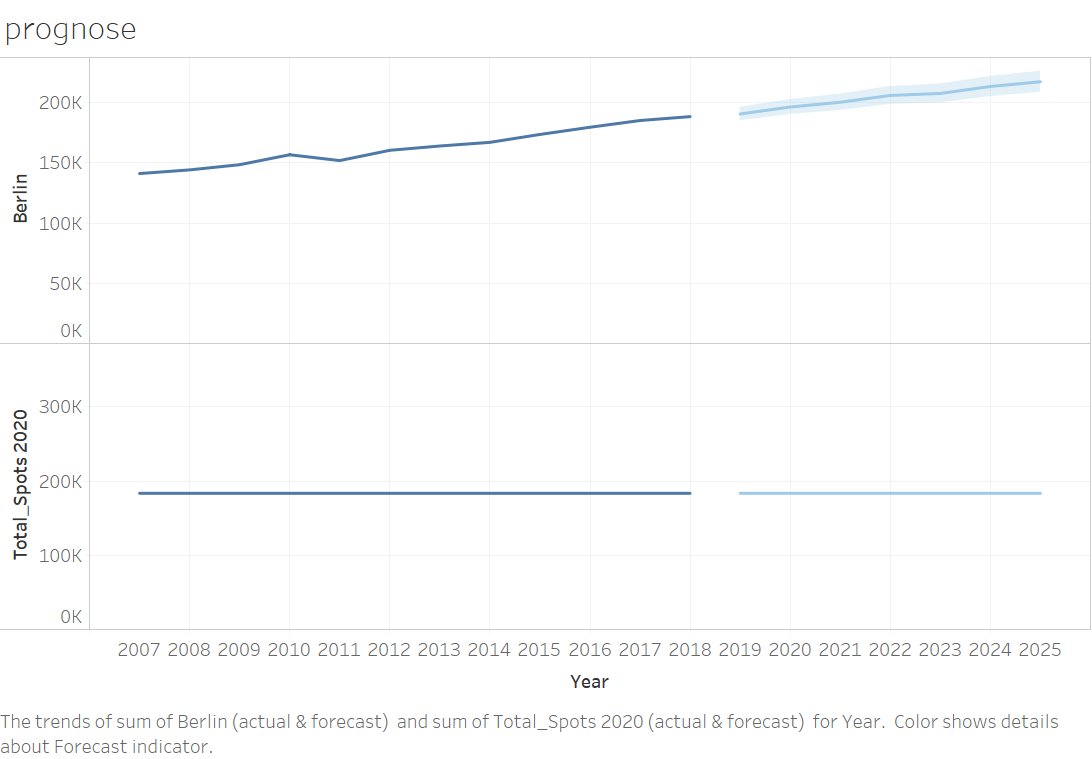 prognose
Berlin
200K
150K
100K
50K
0K
Total_Spots 2020
300K
200K
100K
0K
2007 2008 2009 2010 2011 2012 2013 2014 2015 2016 2017 2018 2019 2020 2021 2022 2023 2024 2025
Year
The trends of sum of Berlin (actual & forecast)  and sum of Total_Spots 2020 (actual & forecast)  for Year.  Color shows details
about Forecast indicator.